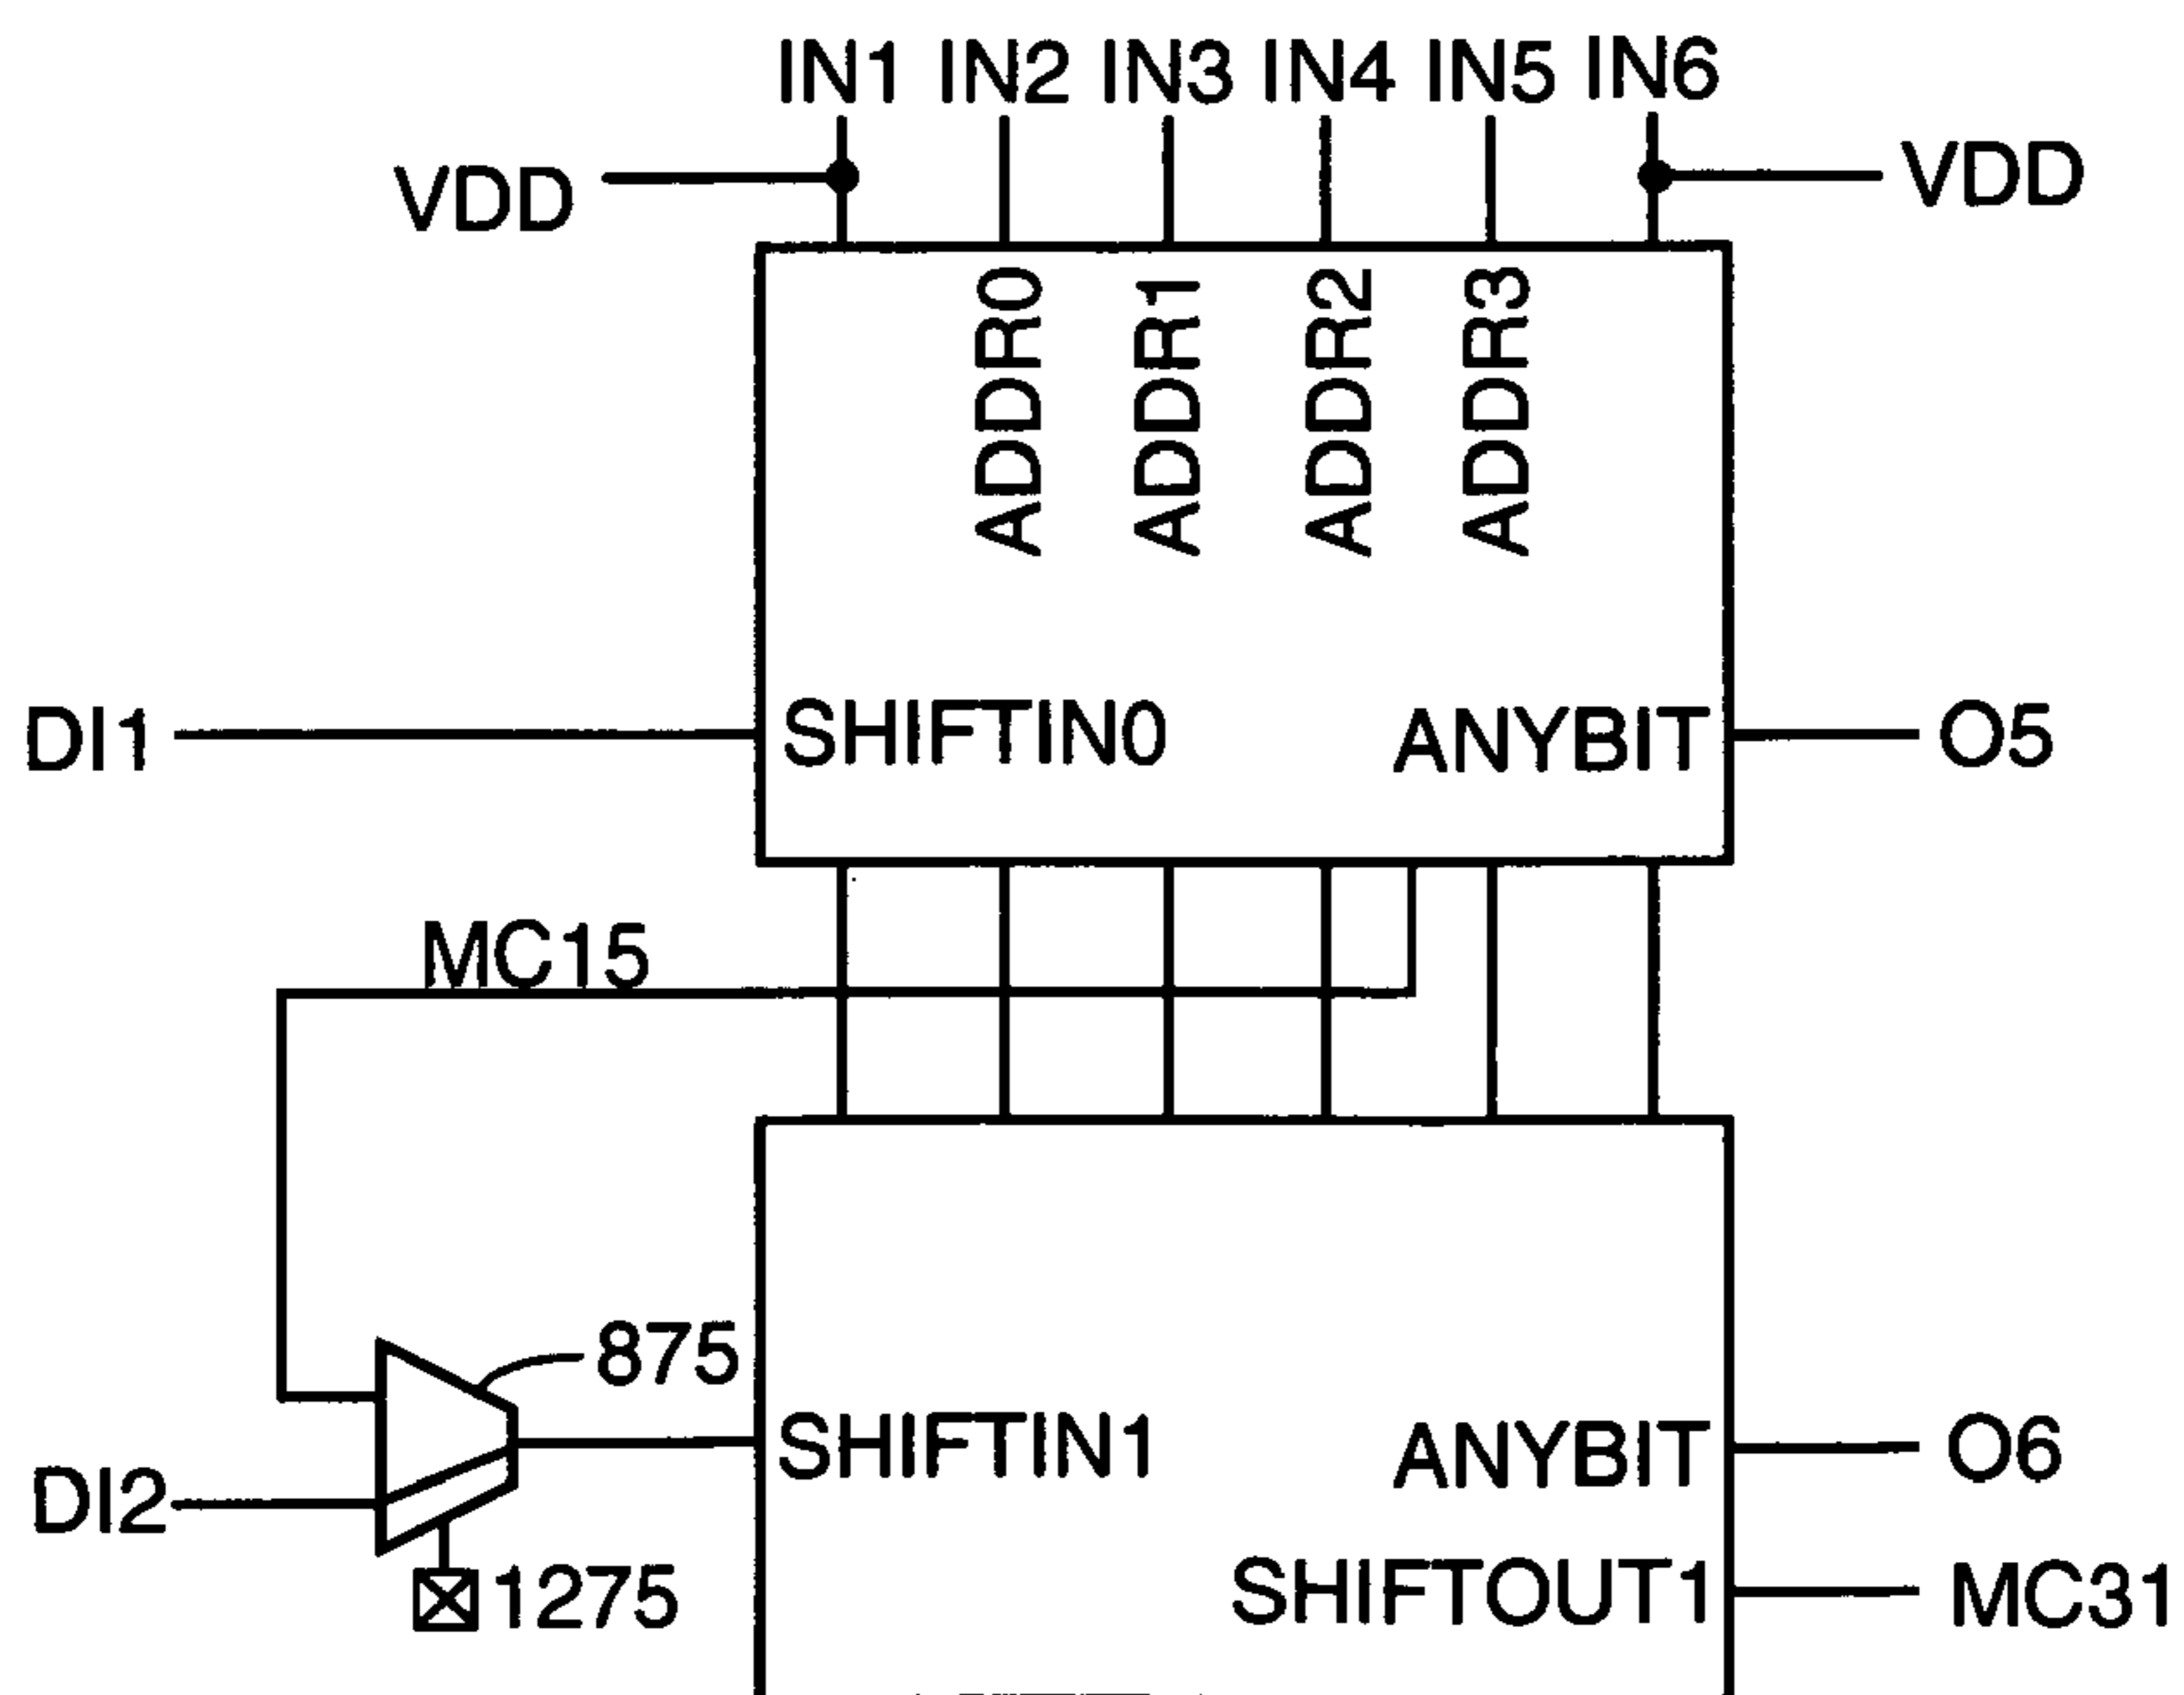 IN1 IN2 IN3 IN4 IN5 IN6
VDD
VDD
ADDR0
ADDR1
ADDR2
ADDR3
DI1
SHIFTIN0
ANYBIT
O5
MC15
875
SHIFTIN1
ANYBIT
O6
DI2
1275
SHIFTOUT1
MC31